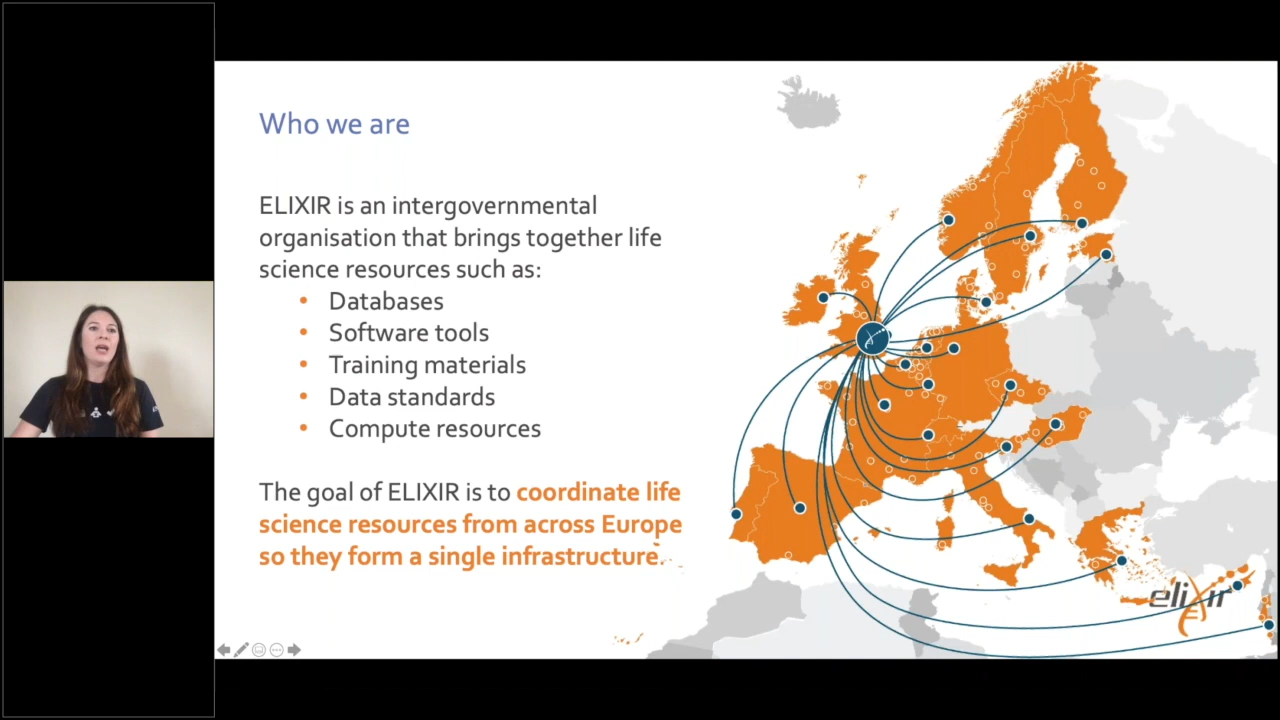 Who we are
ELIXIR is an intergovernmental
organisation that brings together life
science resources such as:
• Databases
• Software tools
• Training materials
• Data standards
• Compute resources
The goal of ELIXIR is to coordinate life
science resources from across Europe
so they form a single infrastructure.
elixir